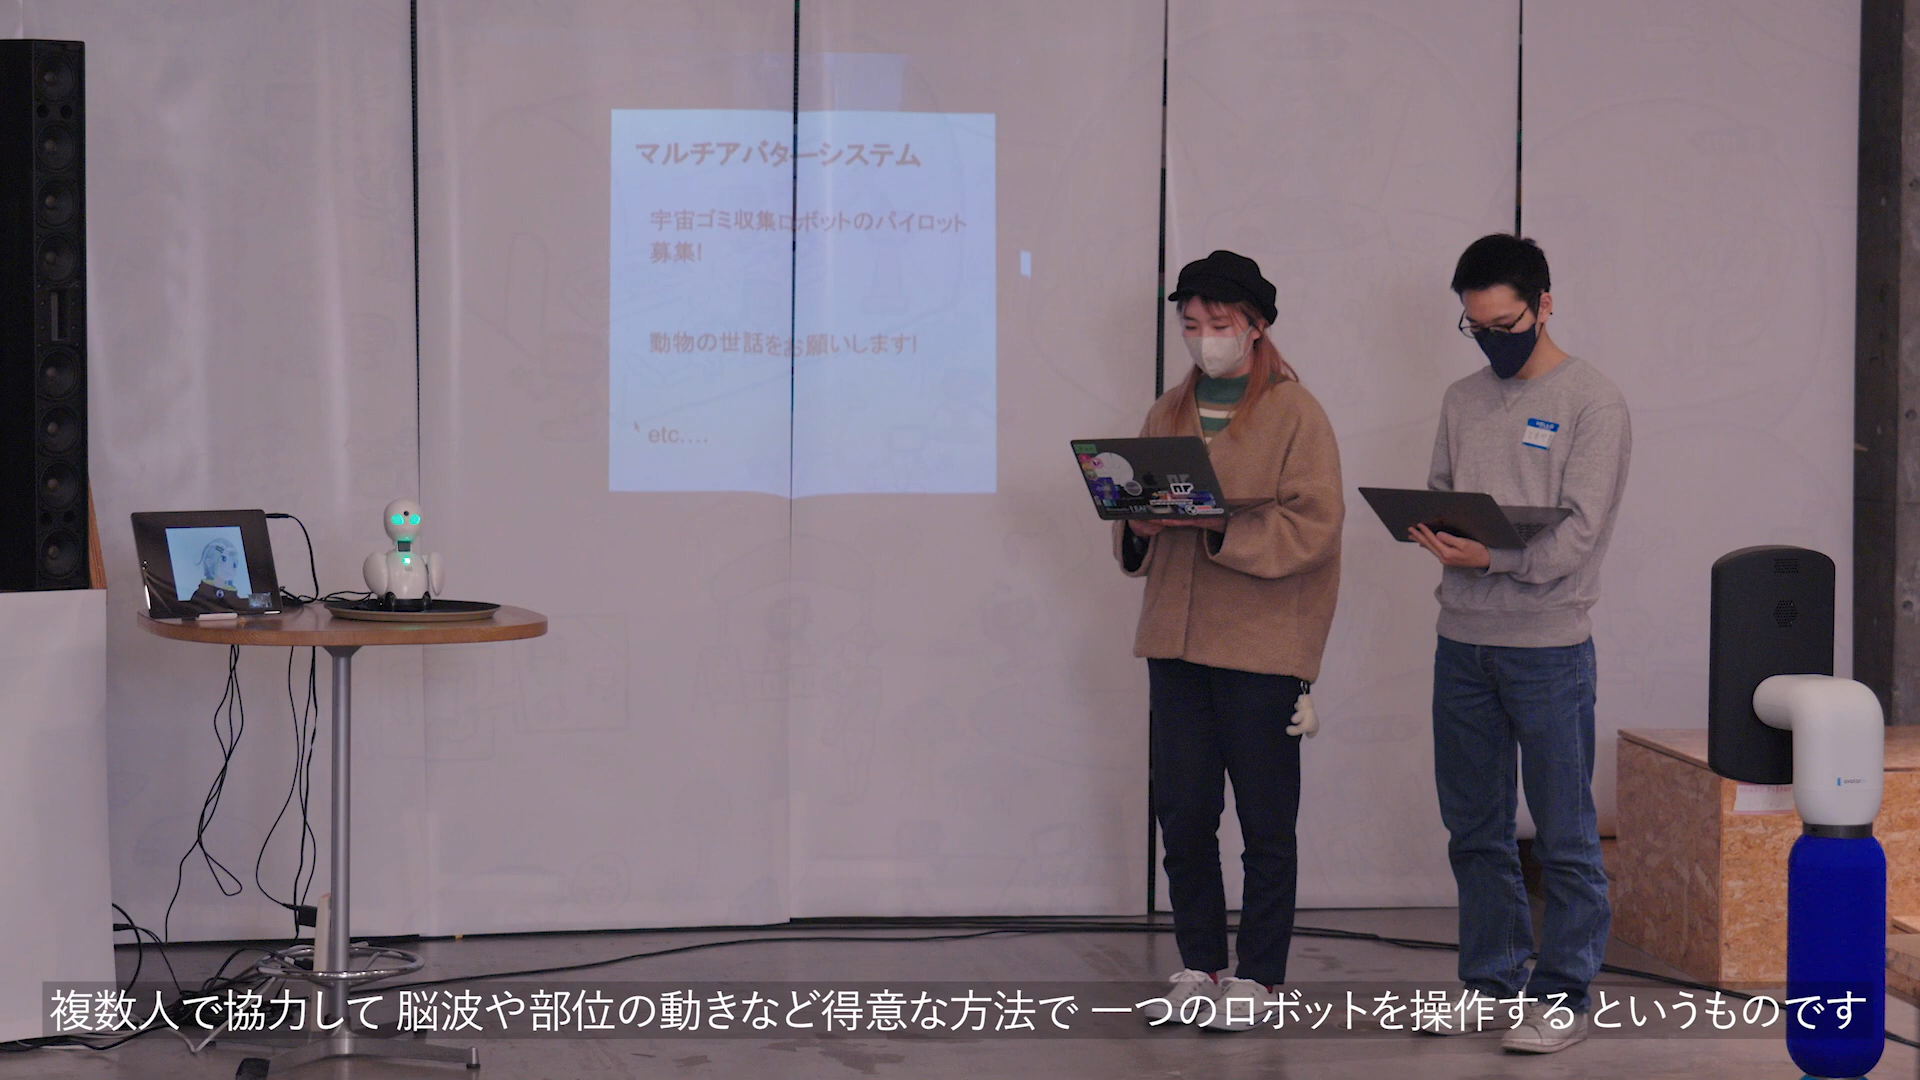 マルチアバターシステム
宇宙ゴミ収集ロボットのパイロット
募集!
動物の世話をお願いします!
etc....
HELLO
複数人で協力して 脳波や部位の動きなど得意な方法で 一つのロボットを操作する というものです